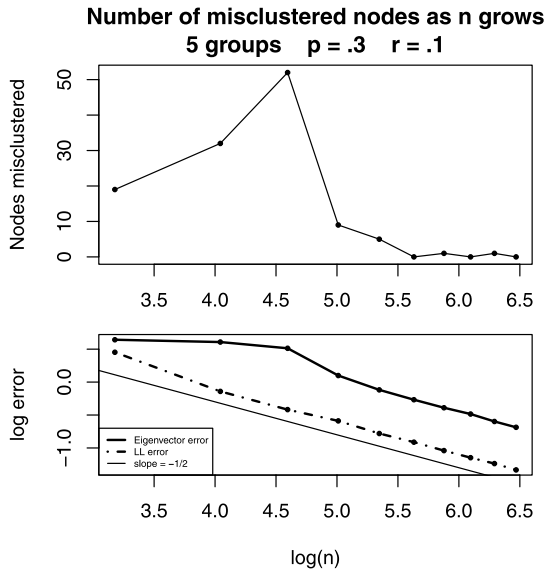 Number of misclustered nodes as n grows
5 groups p = .3 r = .1
Nodes misclustered
50
30
10
0
3.5 4.0 4.5 5.0 5.5 6.0 6.5
log error
0.0
−1.0
Eigenvector error
LL error
slope = −1/2
3.5 4.0 4.5 5.0 5.5 6.0 6.5
log(n)